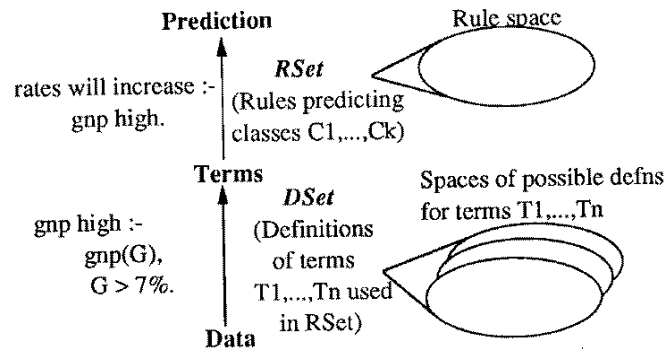 Prediction
Rule space
rates will increase :-
gnp high.
RSet
(Rules predicting
classes C1,...,Ck)
Terms
gnp high :-
gnp(G),
G > 7%.
DSet
(Definitions
of terms
T1,...,Tn used
in RSet)
Spaces of possible defns
for terms T1,...,Tn
Data